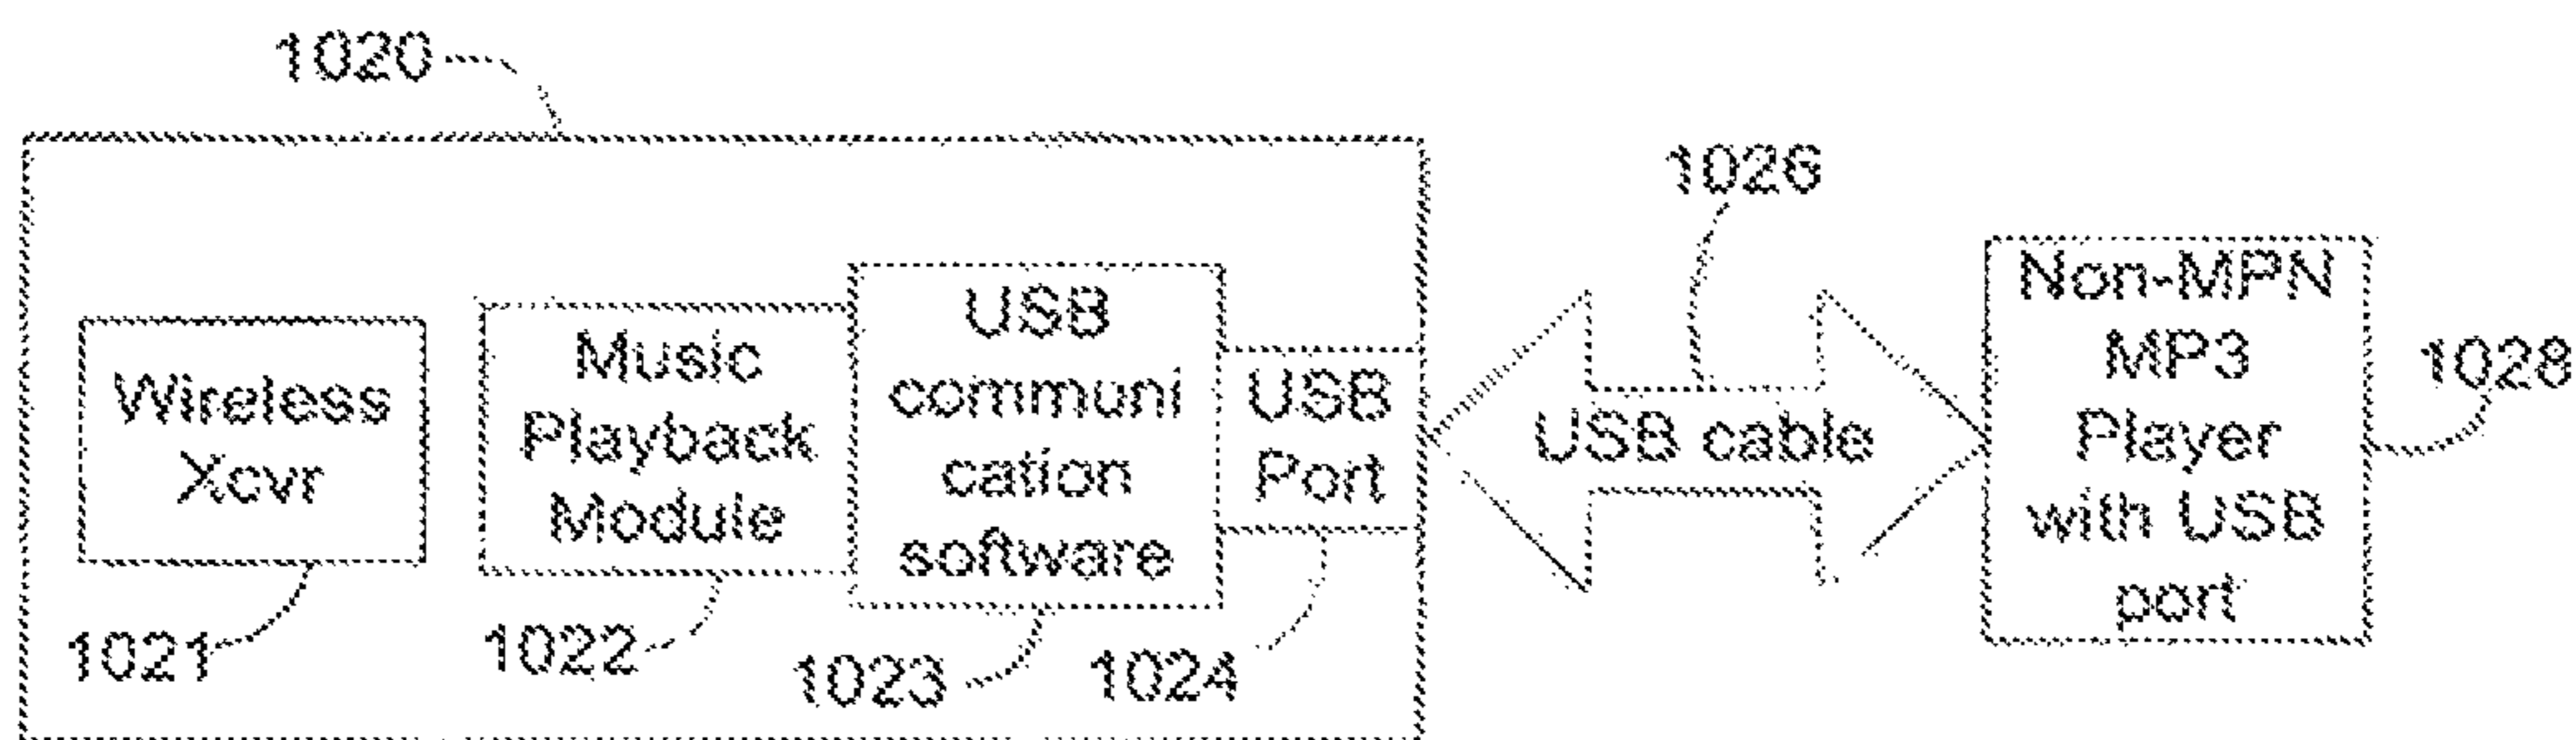 1020
1026
Wireless
Xcvr
Music
Playback
Module
USB
communi
cation
software
USB
Port
USB cable
Non-MPN
MP3
Player
with USB
port
1028
1021
1022
1023
1024